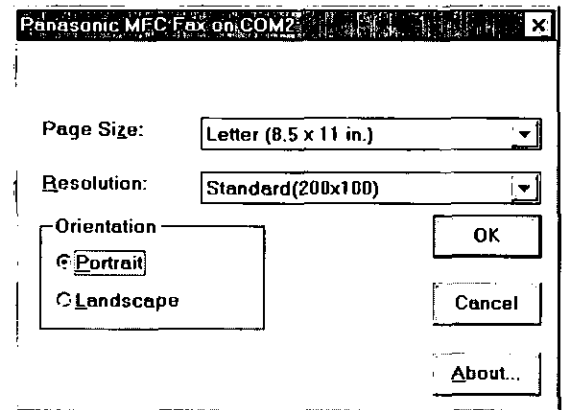 Panasonic MFC Fax on COM2
Page Size: Letter (8.5 x 11 in.)
Resolution: Standard(200x100)
Orientation
Portrait
Landscape
OK
Cancel
About...